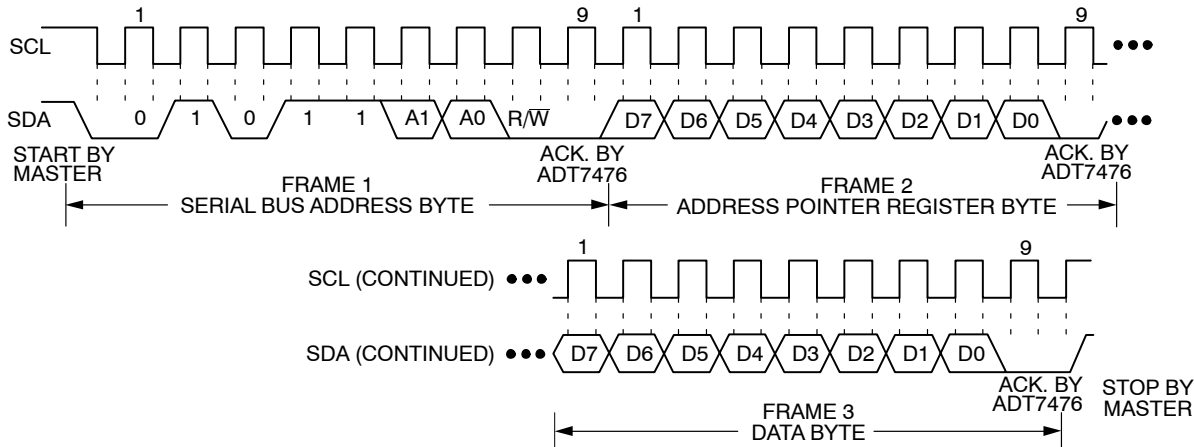 1 9 1 9
SCL
SDA 0 1 0 1 1 A1 A0 R/W̅ D7 D6 D5 D4 D3 D2 D1 D0
START BY
MASTER
ACK. BY
ADT7476
ACK. BY
ADT7476
FRAME 1
SERIAL BUS ADDRESS BYTE
FRAME 2
ADDRESS POINTER REGISTER BYTE
1 9
SCL (CONTINUED)
SDA (CONTINUED) D7 D6 D5 D4 D3 D2 D1 D0
ACK. BY
ADT7476
STOP BY
MASTER
FRAME 3
DATA BYTE